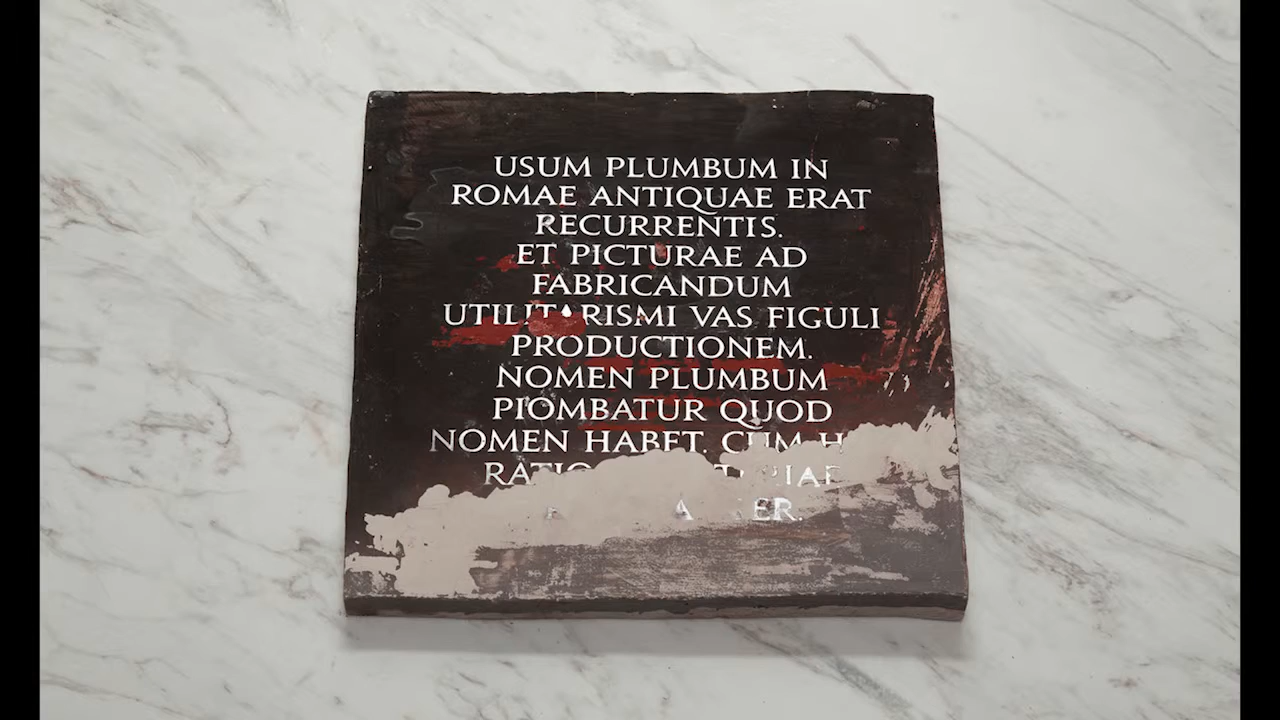 USUM PLUMBUM IN
ROMAE ANTIQUAE ERAT
RECURRENTIS.
ET PICTURAE AD
FABRICANDUM
UTILITARISMI VAS FIGULI
PRODUCTIONEM.
NOMEN PLUMBUM
PIOMBATUR QUOD
NOMEN HABET. CUM